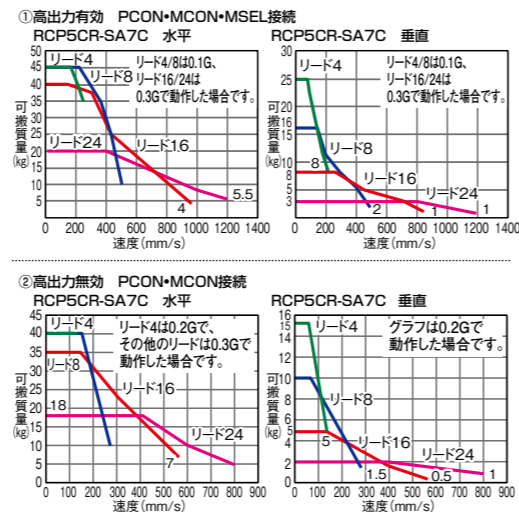 ①高出力有効 PCON•MCON•MSEL接続
RCP5CR-SA7C 水平
50
45
40
35
30
25
20
15
10
5
0
可搬質量(kg)
リード4
リード8
リード4/8は0.1G、
リード16/24は
0.3Gで動作した場合です。
リード24
リード16
4
5.5
0 200 400 600 800 1000 1200 1400
速度(mm/s)
RCP5CR-SA7C 垂直
30
25
20
16
15
10
8
5
3
0
可搬質量(kg)
リード4
リード4/8は0.1G、
リード16/24は
0.3Gで動作した場合です。
リード8
8
リード16
リード24
2
1
1
0 200 400 600 800 1000 1200 1400
速度(mm/s)
②高出力無効 PCON•MCON接続
RCP5CR-SA7C 水平
45
40
35
30
25
20
15
10
5
0
可搬質量(kg)
リード4
リード4は0.2Gで、
その他のリードは0.3Gで
動作した場合です。
リード8
リード16
18
リード24
7
0 100 200 300 400 500 600 700 800 900
速度(mm/s)
RCP5CR-SA7C 垂直
16
15
14
12
10
8
6
5
4
2
0
可搬質量(kg)
リード4
グラフは0.2Gで
動作した場合です。
リード8
5
リード16
リード24
1.5
0.5
1
0 100 200 300 400 500 600 700 800 900
速度(mm/s)